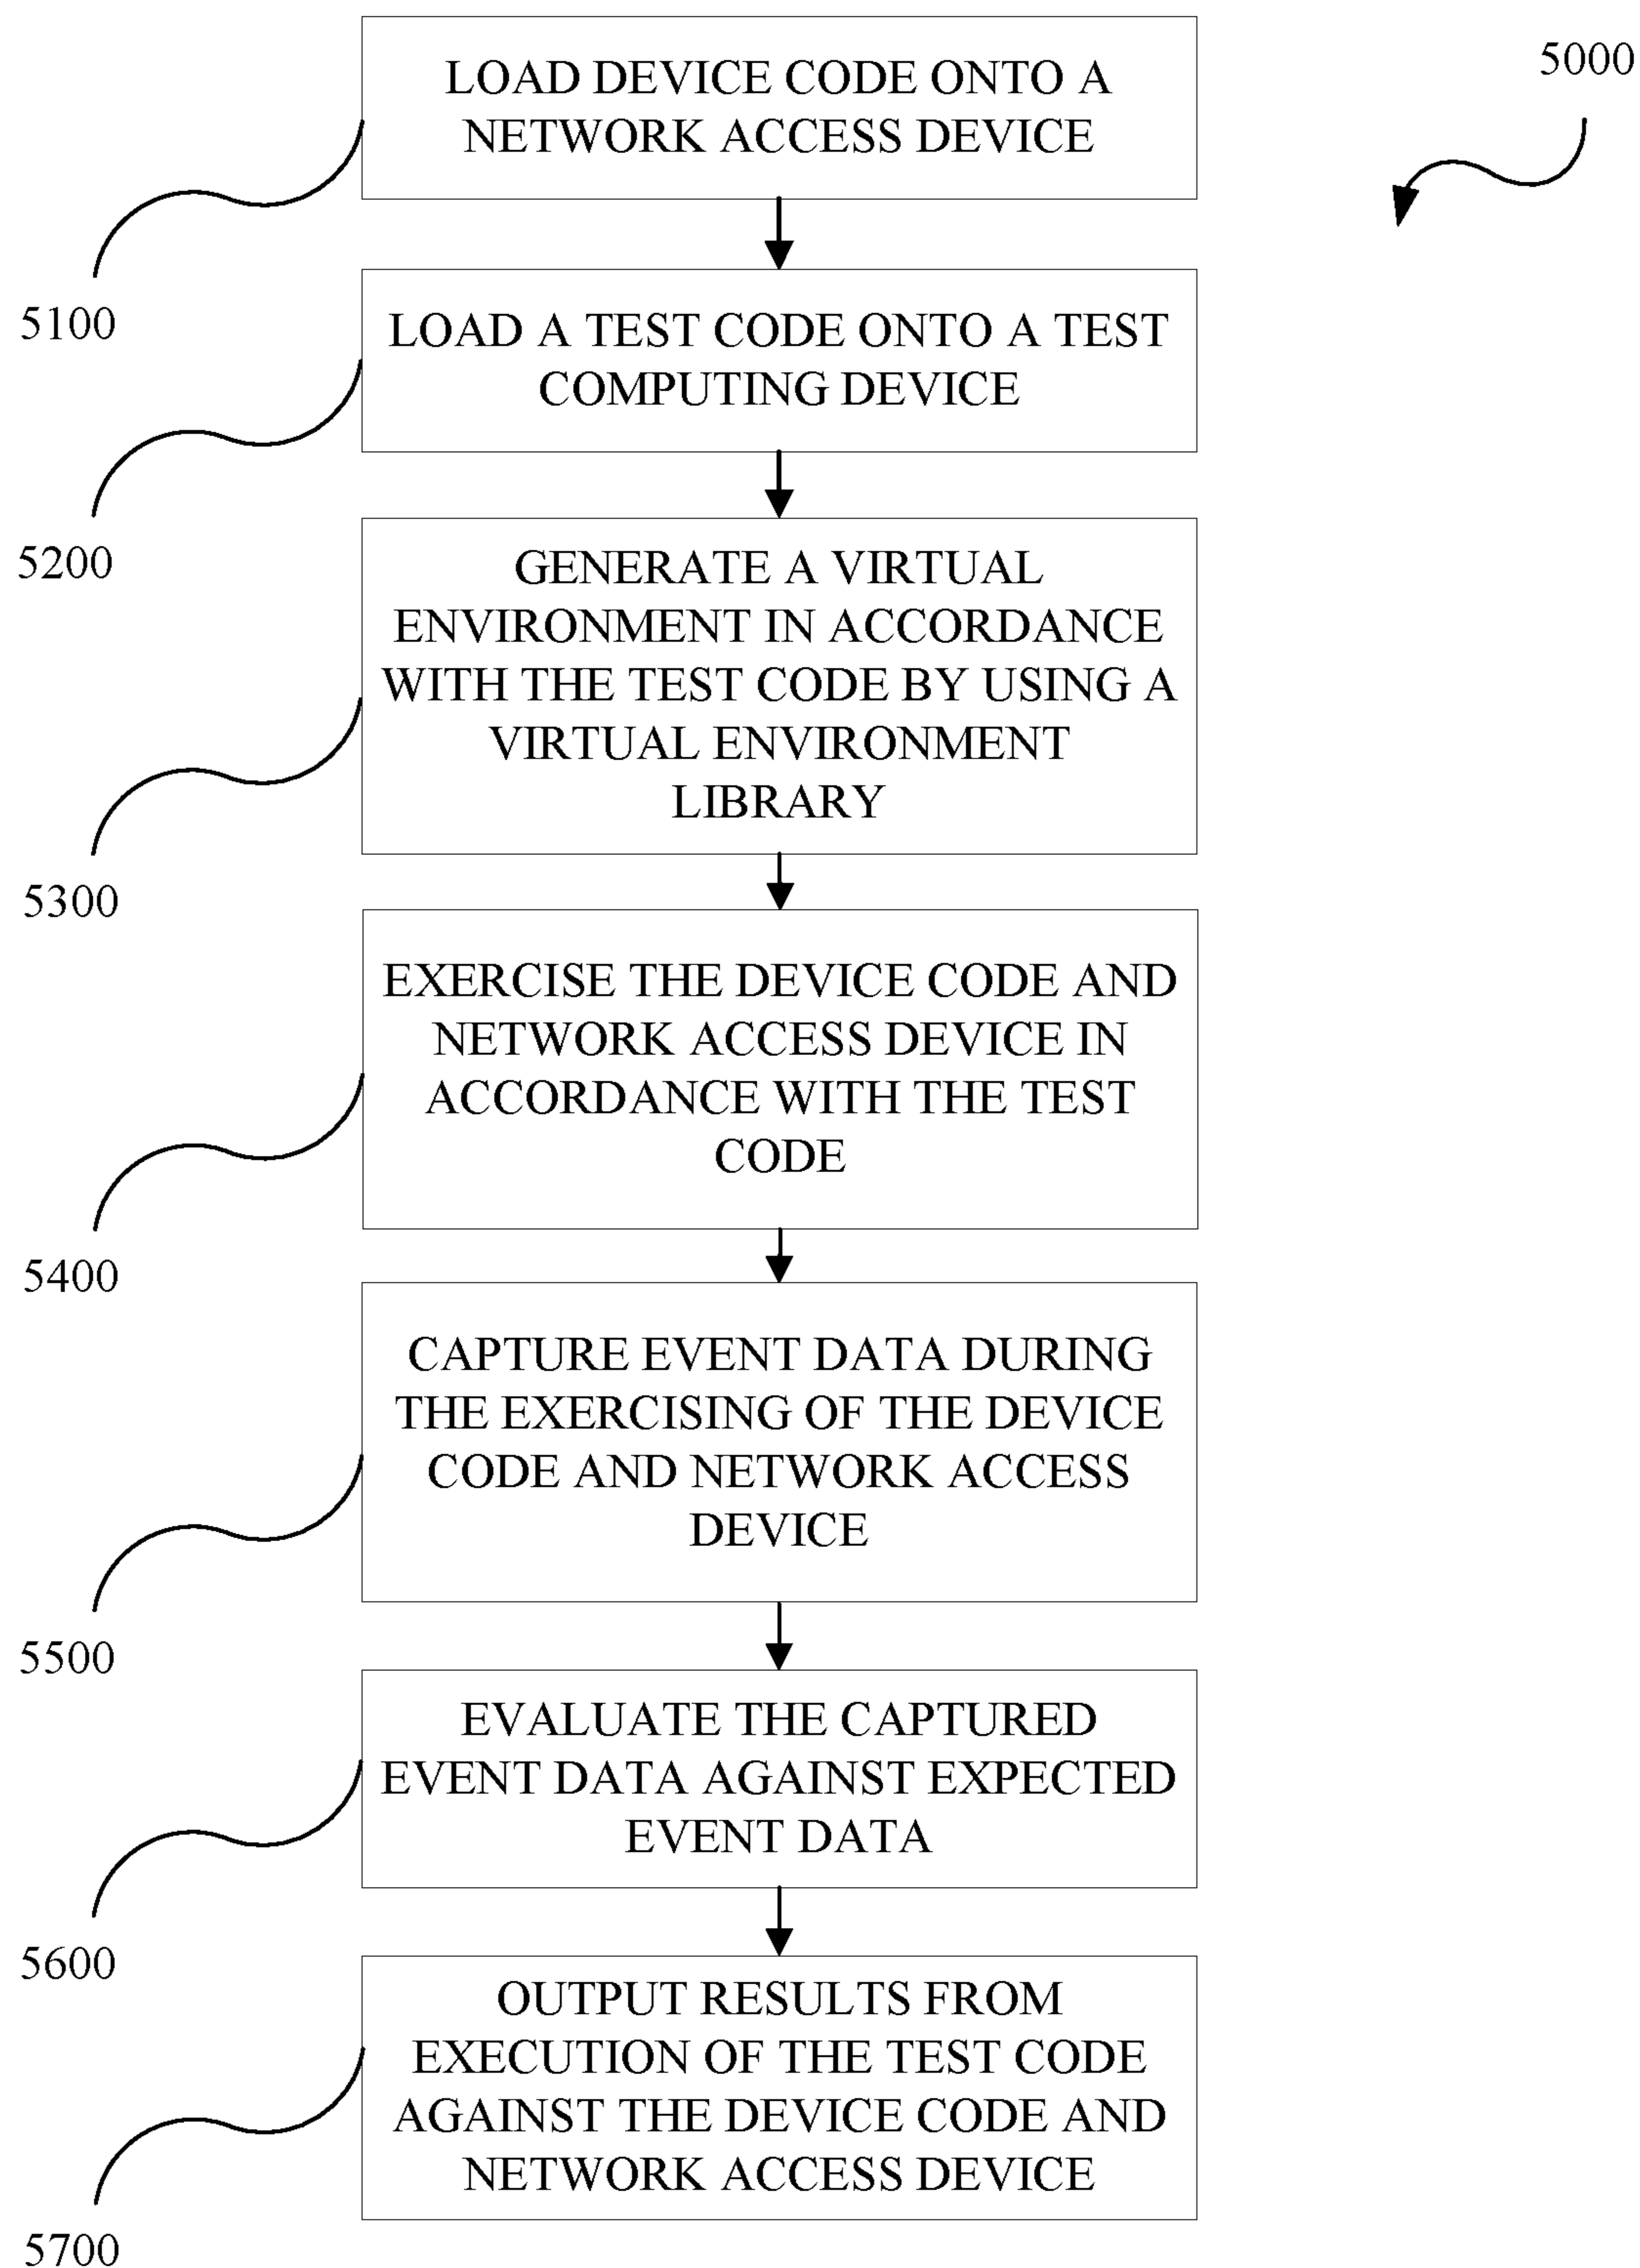 LOAD DEVICE CODE ONTO A
NETWORK ACCESS DEVICE
5000
5100
LOAD A TEST CODE ONTO A TEST
COMPUTING DEVICE
5200
GENERATE A VIRTUAL
ENVIRONMENT IN ACCORDANCE
WITH THE TEST CODE BY USING A
VIRTUAL ENVIRONMENT
LIBRARY
5300
EXERCISE THE DEVICE CODE AND
NETWORK ACCESS DEVICE IN
ACCORDANCE WITH THE TEST
CODE
5400
CAPTURE EVENT DATA DURING
THE EXERCISING OF THE DEVICE
CODE AND NETWORK ACCESS
DEVICE
5500
EVALUATE THE CAPTURED
EVENT DATA AGAINST EXPECTED
EVENT DATA
5600
OUTPUT RESULTS FROM
EXECUTION OF THE TEST CODE
AGAINST THE DEVICE CODE AND
NETWORK ACCESS DEVICE
5700